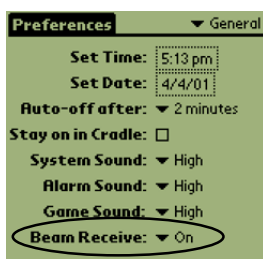 Preferences General
Set Time: 5:13 pm
Set Date: 4/4/01
Auto-off after: 2 minutes
Stay on in Cradle:
System Sound: High
Alarm Sound: High
Game Sound: High
Beam Receive: On